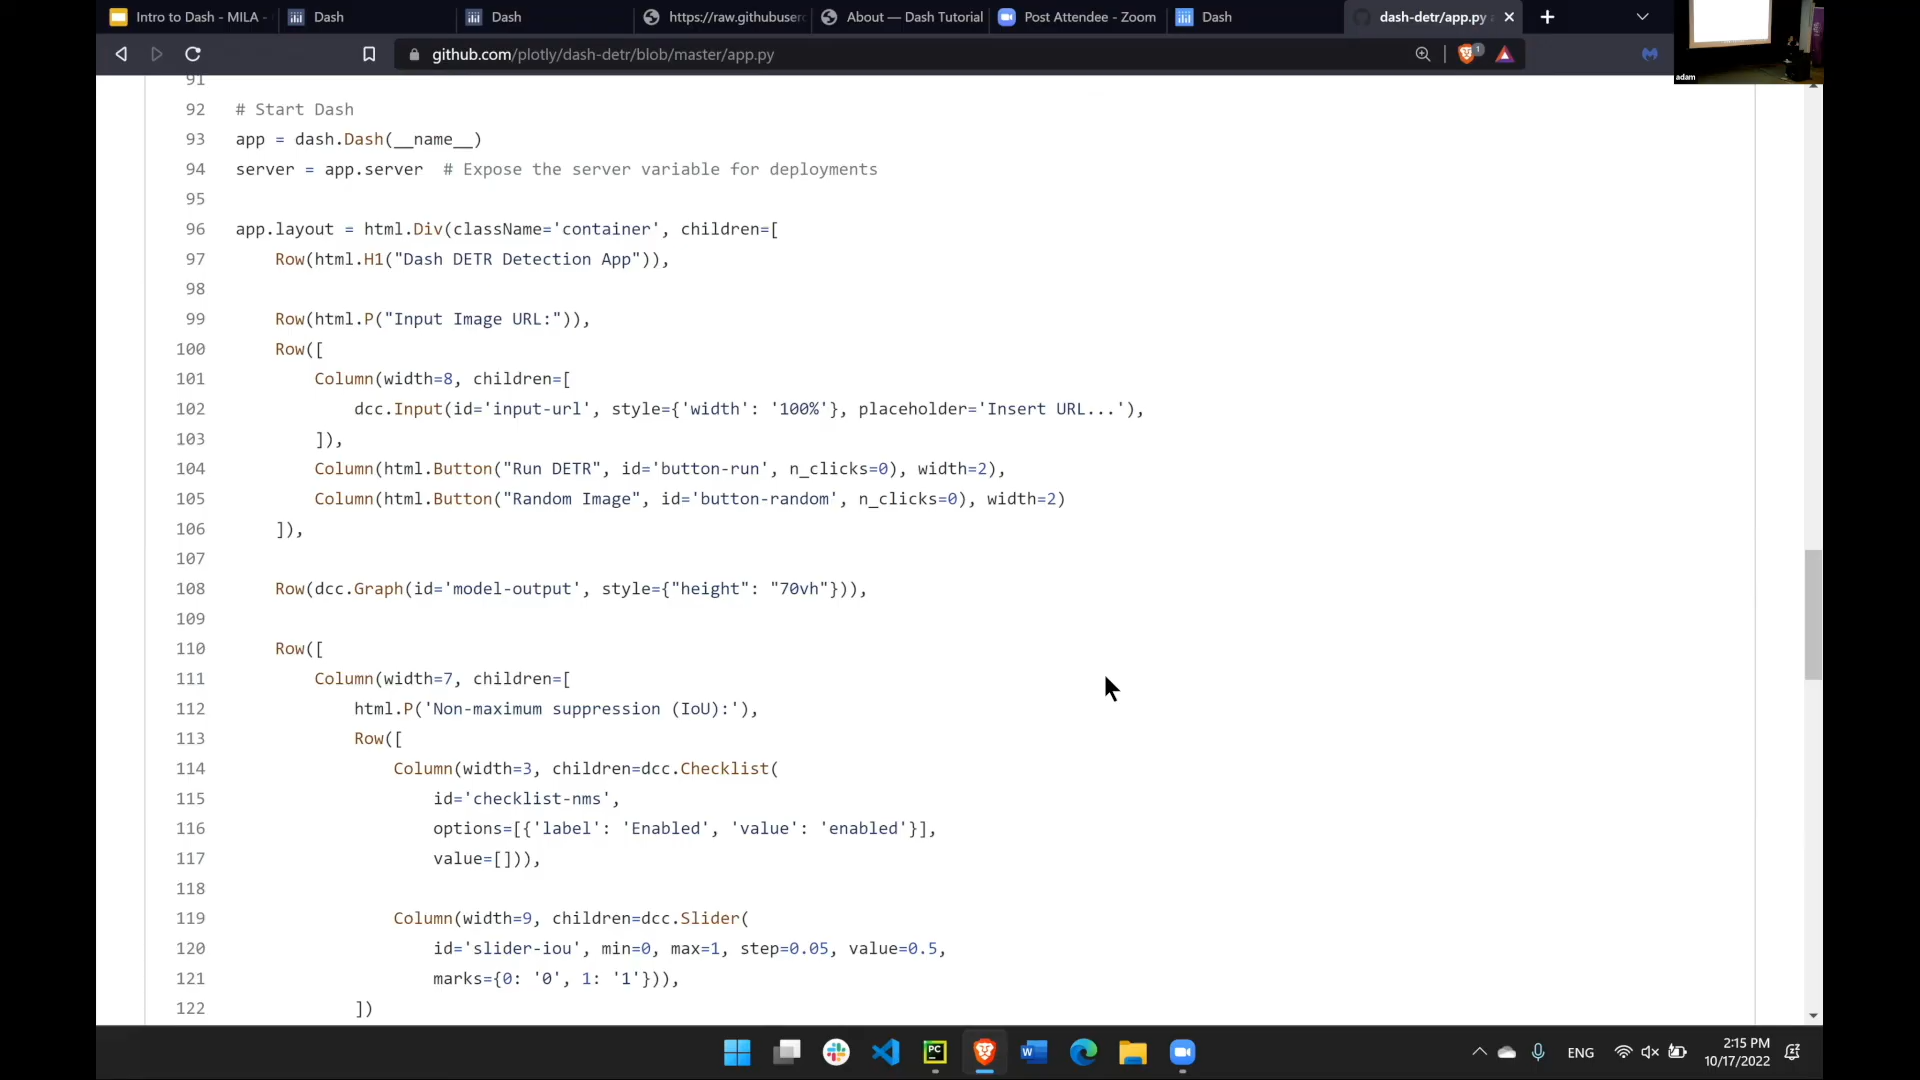 Intro to Dash - MILA -
Dash
Dash
https://raw.githubuser
About — Dash Tutorial
Post Attendee - Zoom
Dash
dash-detr/app.py
github.com/plotly/dash-detr/blob/master/app.py
1
adam
91
92 # Start Dash
93 app = dash.Dash(__name__)
94 server = app.server  # Expose the server variable for deployments
95
96 app.layout = html.Div(className='container', children=[
97     Row(html.H1("Dash DETR Detection App")),
98
99     Row(html.P("Input Image URL:")),
100     Row([
101         Column(width=8, children=[
102             dcc.Input(id='input-url', style={'width': '100%'}, placeholder='Insert URL...'),
103         ]),
104         Column(html.Button("Run DETR", id='button-run', n_clicks=0), width=2),
105         Column(html.Button("Random Image", id='button-random', n_clicks=0), width=2)
106     ]),
107
108     Row(dcc.Graph(id='model-output', style={"height": "70vh"})),
109
110     Row([
111         Column(width=7, children=[
112             html.P('Non-maximum suppression (IoU):'),
113             Row([
114                 Column(width=3, children=dcc.Checklist(
115                     id='checklist-nms',
116                     options=[{'label': 'Enabled', 'value': 'enabled'}],
117                     value=[])),
118
119                 Column(width=9, children=dcc.Slider(
120                     id='slider-iou', min=0, max=1, step=0.05, value=0.5,
121                     marks={0: '0', 1: '1'})),
122             ])
PC
W
ENG
2:15 PM
10/17/2022